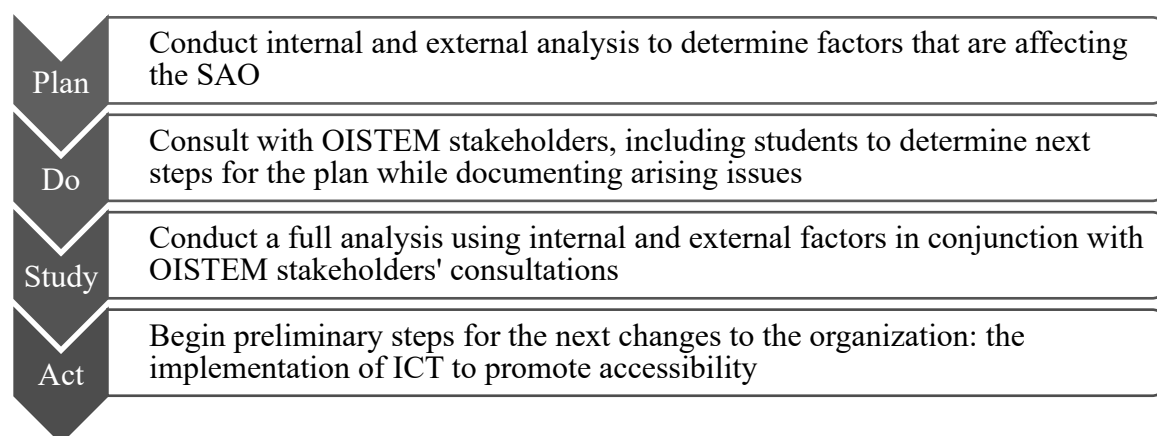 Plan
Conduct internal and external analysis to determine factors that are affecting
the SAO
Do
Consult with OISTEM stakeholders, including students to determine next
steps for the plan while documenting arising issues
Study
Conduct a full analysis using internal and external factors in conjunction with
OISTEM stakeholders' consultations
Act
Begin preliminary steps for the next changes to the organization: the
implementation of ICT to promote accessibility